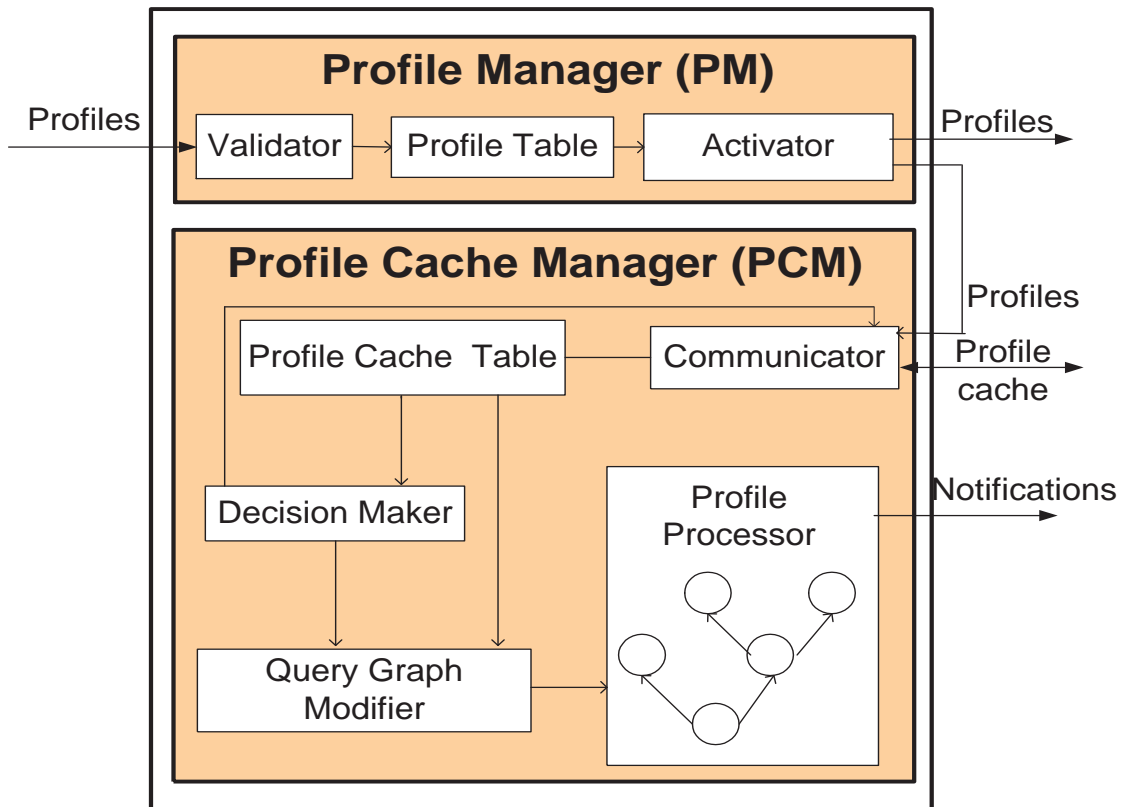 Profile Manager (PM)
Profiles
Validator
Profile Table
Activator
Profiles
Profile Cache Manager (PCM)
Profiles
Profile Cache Table
Communicator
Profile
cache
Decision Maker
Profile
Processor
Notifications
Query Graph
Modifier